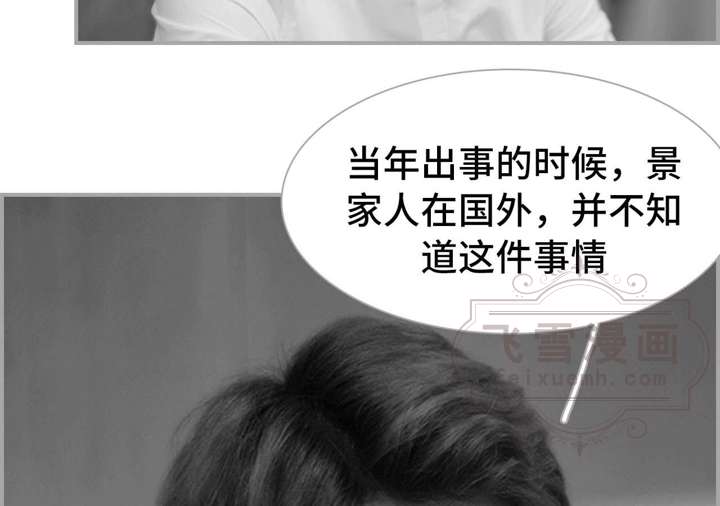 当年出事的时候，景
家人在国外，并不知
道这件事情
飞雪漫画
feixuemh.com